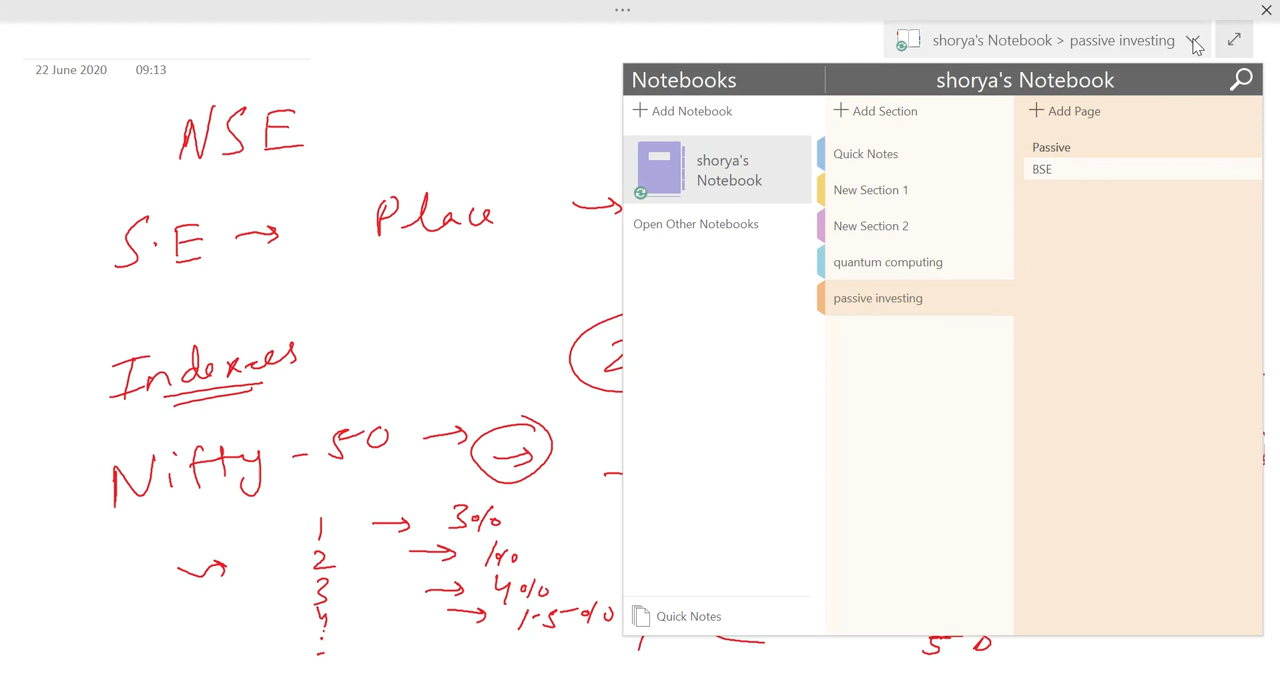 shorya's Notebook > passive investing
22 June 2020 09:13
Notebooks
shorya's Notebook
Add Notebook
Add Section
Add Page
shorya's
Notebook
Open Other Notebooks
Quick Notes
New Section 1
New Section 2
quantum computing
passive investing
Passive
BSE
Quick Notes
NSE
S.E → Place →
Indexes
Nifty - 50 → →
1 → 3%
2 → 1%
3 → 4%
4 → 1.5%
50